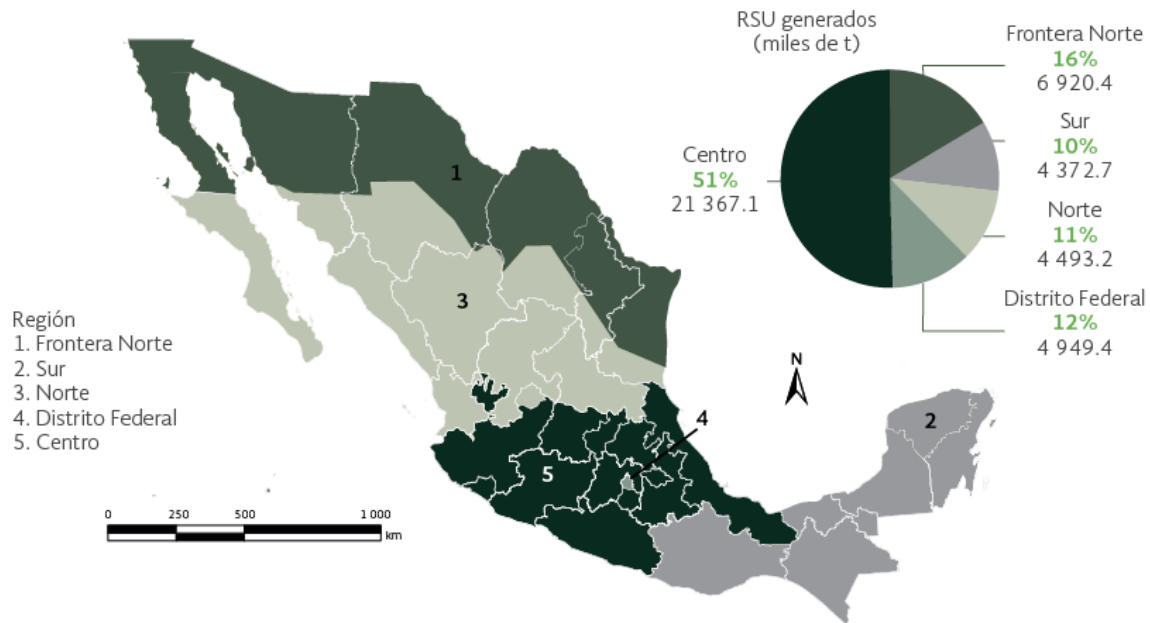 RSU generados
(miles de t)
Frontera Norte
16%
6 920.4
Sur
10%
4 372.7
Centro
51%
21 367.1
Norte
11%
4 493.2
Distrito Federal
12%
4 949.4
1
3
Región
1. Frontera Norte
2. Sur
3. Norte
4. Distrito Federal
5. Centro
N
4
2
5
0 250 500 1 000
km